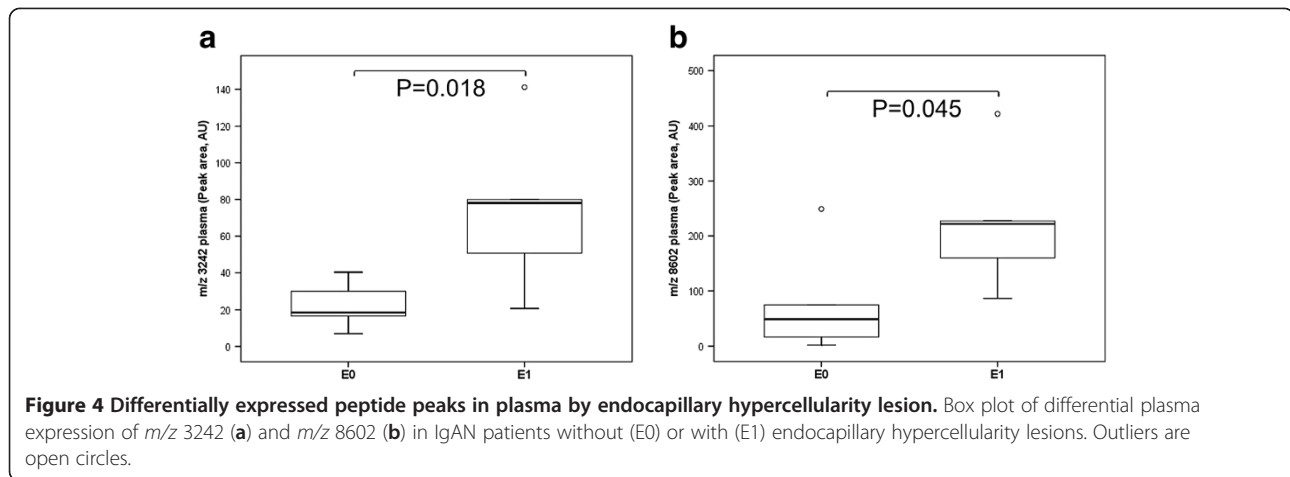 a
b
140
120
100
80
60
40
20
0
m/z 3242 plasma (Peak area, AU)
P=0.018
E0
E1
500
400
300
200
100
0
m/z 8602 plasma (Peak area, AU)
P=0.045
E0
E1
Figure 4 Differentially expressed peptide peaks in plasma by endocapillary hypercellularity lesion. Box plot of differential plasma
expression of m/z 3242 (a) and m/z 8602 (b) in IgAN patients without (E0) or with (E1) endocapillary hypercellularity lesions. Outliers are
open circles.